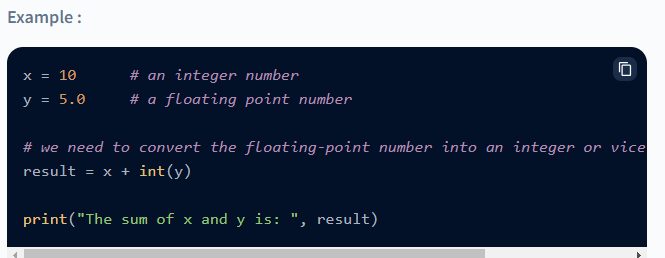 Example :
x = 10      # an integer number
y = 5.0     # a floating point number
# we need to convert the floating-point number into an integer or vice
result = x + int(y)
print("The sum of x and y is: ", result)